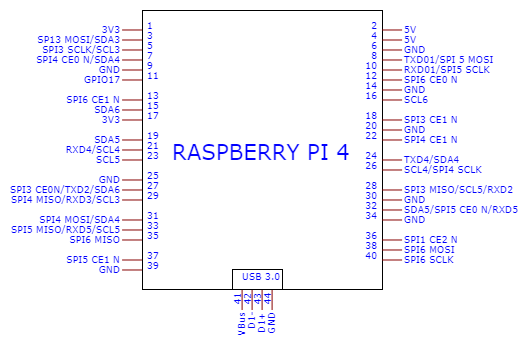 3V3 1
SP13 MOSI/SDA3 3
SPI3 SCLK/SCL3 5
SPI4 CE0 N/SDA4 7
GND 9
GPIO17 11
SPI6 CE1 N 13
SDA6 15
3V3 17
SDA5 19
RXD4/SCL4 21
SCL5 23
GND 25
SPI3 CE0N/TXD2/SDA6 27
SPI4 MISO/RXD3/SCL3 29
SPI4 MOSI/SDA4 31
SPI5 MISO/RXD5/SCL5 33
SPI6 MISO 35
SPI5 CE1 N 37
GND 39
RASPBERRY PI 4
2 5V
4 5V
6 GND
8 TXD01/SPI 5 MOSI
10 RXD01/SPI5 SCLK
12 SPI6 CE0 N
14 GND
16 SCL6
18 SPI3 CE1 N
20 GND
22 SPI4 CE1 N
24 TXD4/SDA4
26 SCL4/SPI4 SCLK
28 SPI3 MISO/SCL5/RXD2
30 GND
32 SDA5/SPI5 CE0 N/RXD5
34 GND
36 SPI1 CE2 N
38 SPI6 MOSI
40 SPI6 SCLK
USB 3.0
41 VBus
42 D1-
43 D1+
44 GND